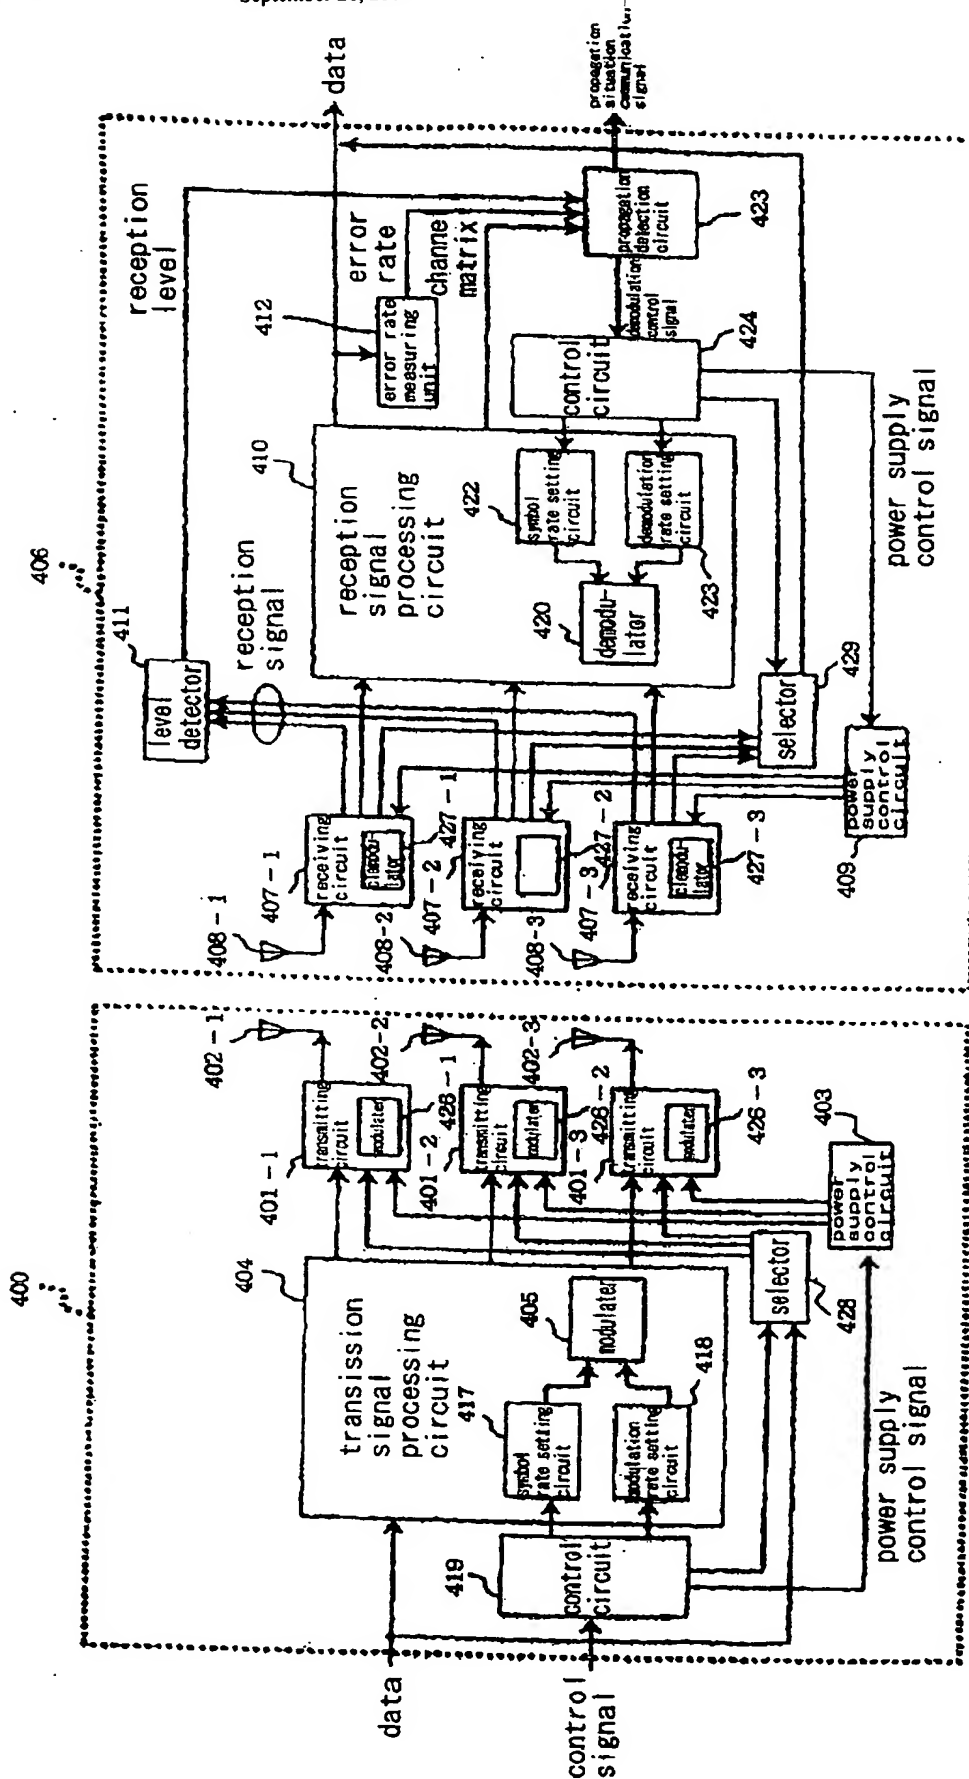 400
data
control
signal
419
control
circuit
404
transmission
signal
processing
circuit
417
symbol
rate setting
circuit
modulation
rate setting
circuit
418
405
modulater
selector
428
power supply
control signal
power
supply
control
circuit
403
401-1
transmitting
circuit
modulater
426-1
402-1
401-2
transmitting
circuit
modulater
426-2
402-2
401-3
transmitting
circuit
modulater
426-3
402-3
406
408-1
407-1
receiving
circuit
427-1
408-2
407-2
receiving
circuit
427-2
408-3
407-3
receiving
circuit
427-3
411
level
detector
reception
signal
reception
level
410
reception
signal
processing
circuit
422
symbol
rate setting
circuit
demodulation
rate setting
circuit
423
420
demodu-
lator
412
error rate
measuring
unit
error
rate
channel
matrix
control
circuit
424
demodulation
control
signal
propagation
detection
circuit
423
selector
429
power
supply
control
circuit
409
power supply
control signal
data
propagation
situation
communication
signal